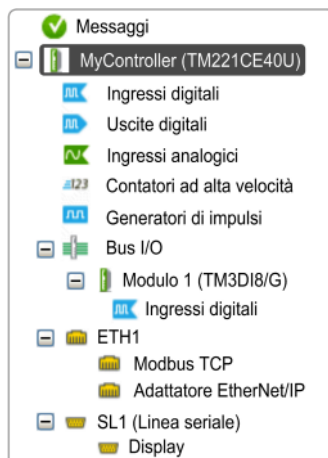 Messaggi
MyController (TM221CE40U)
Ingressi digitali
Uscite digitali
Ingressi analogici
123 Contatori ad alta velocità
Generatori di impulsi
Bus I/O
Modulo 1 (TM3DI8/G)
Ingressi digitali
ETH1
Modbus TCP
Adattatore EtherNet/IP
SL1 (Linea seriale)
Display